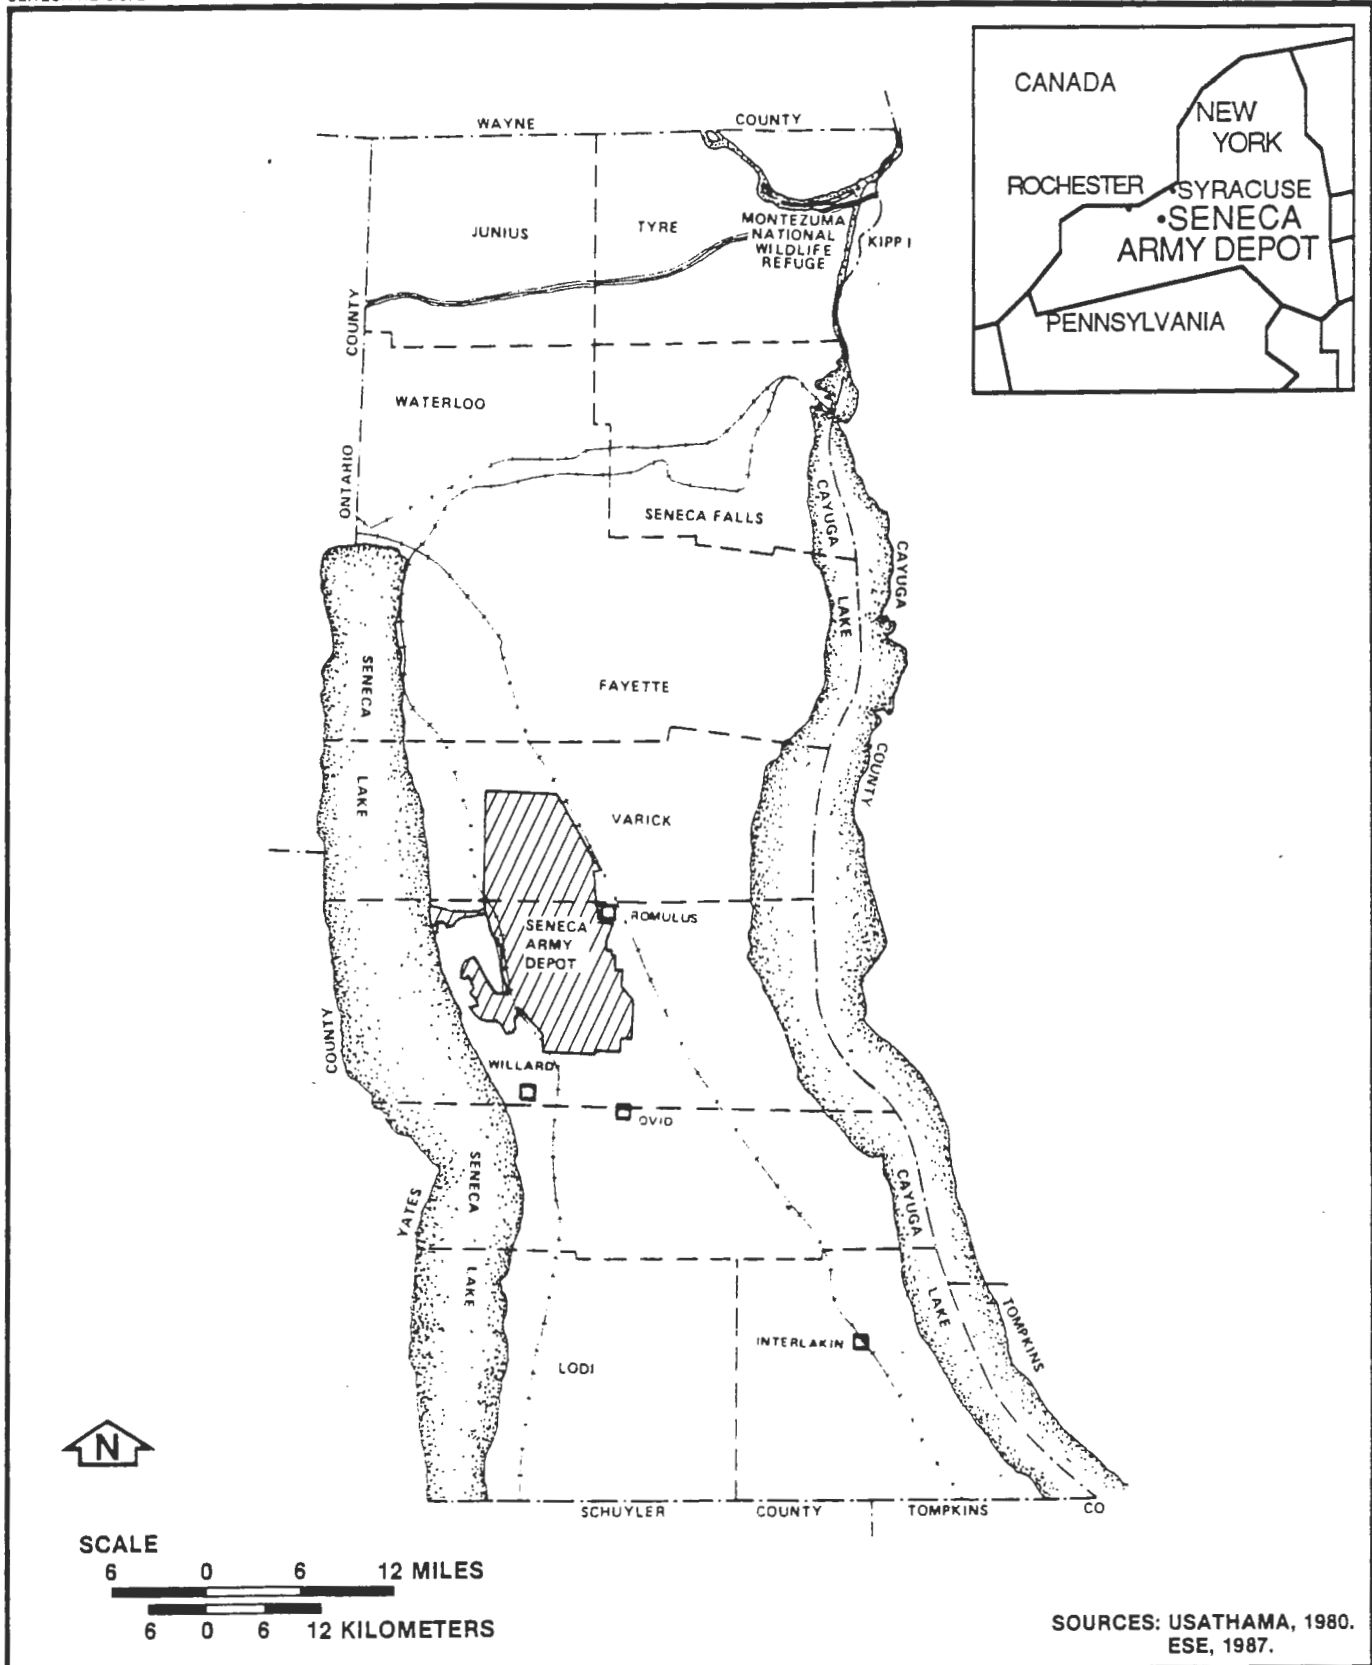 CANADA
NEW
YORK
ROCHESTER
SYRACUSE
SENECA
ARMY DEPOT
PENNSYLVANIA
WAYNE COUNTY
JUNIUS
TYRE
MONTEZUMA
NATIONAL
WILDLIFE
REFUGE
KIPP I
ONTARIO COUNTY
WATERLOO
SENECA FALLS
CAYUGA LAKE
CAYUGA COUNTY
SENECA LAKE
FAYETTE
VARICK
SENECA
ARMY
DEPOT
ROMULUS
WILLARD
OVID
YATES COUNTY
SENECA LAKE
CAYUGA LAKE
TOMPKINS
INTERLAKIN
LODI
SCHUYLER COUNTY TOMPKINS CO
N
SCALE
6 0 6 12 MILES
6 0 6 12 KILOMETERS
SOURCES: USATHAMA, 1980.
ESE, 1987.